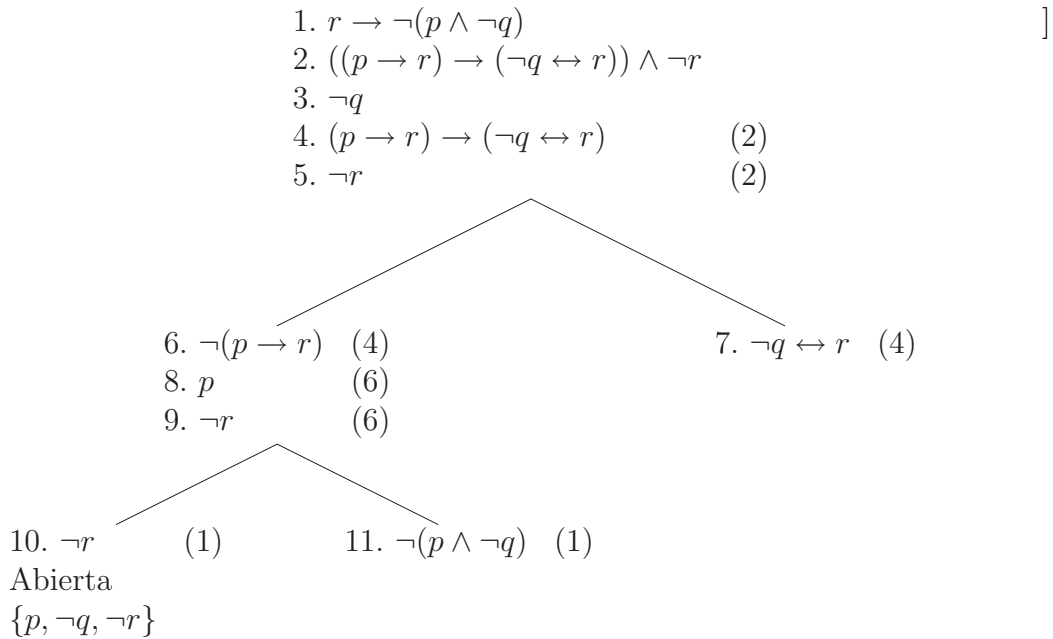 1. r → ¬(p ∧ ¬q) ]
2. ((p → r) → (¬q ↔ r)) ∧ ¬r
3. ¬q
4. (p → r) → (¬q ↔ r) (2)
5. ¬r (2)
6. ¬(p → r) (4) 7. ¬q ↔ r (4)
8. p (6)
9. ¬r (6)
10. ¬r (1) 11. ¬(p ∧ ¬q) (1)
Abierta
{p, ¬q, ¬r}